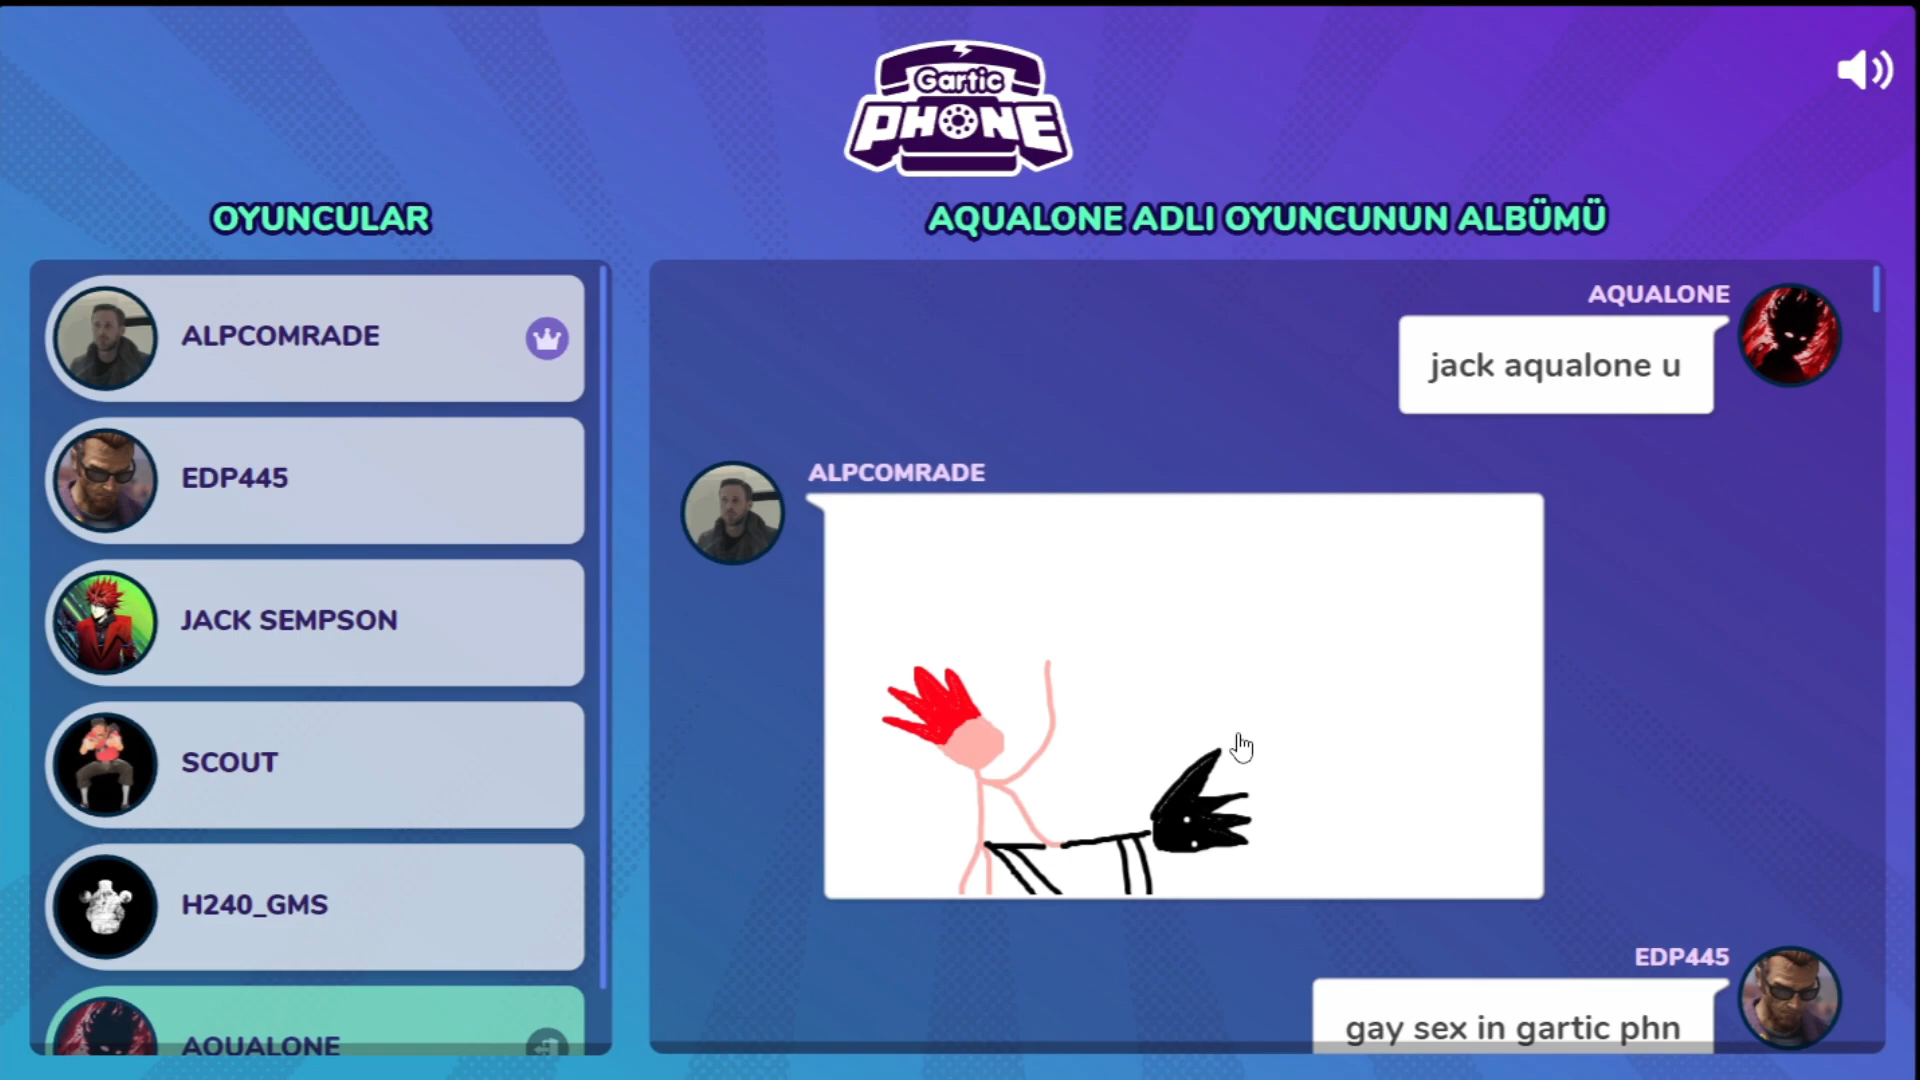 Gartic
PHONE
OYUNCULAR
AQUALONE ADLI OYUNCUNUN ALBÜMÜ
ALPCOMRADE
EDP445
JACK SEMPSON
SCOUT
H240_GMS
AQUALONE
AQUALONE
jack aqualone u
ALPCOMRADE
EDP445
gay sex in gartic phn